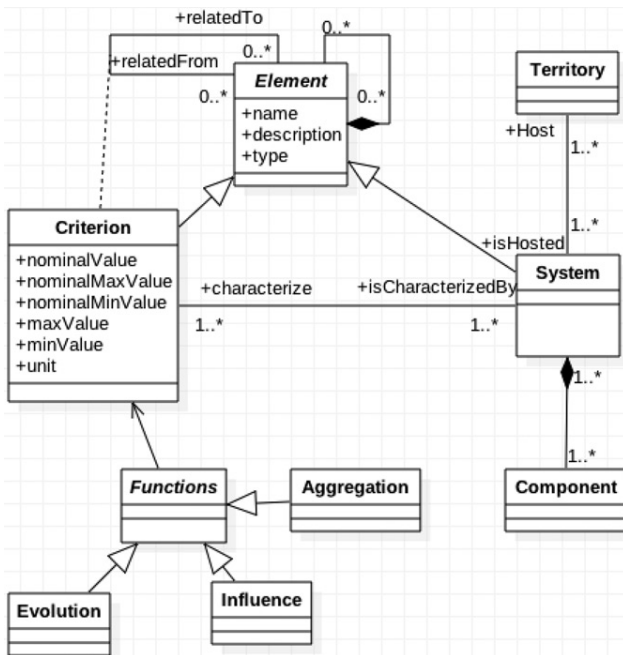 +relatedTo
0..*
0..*
+relatedFrom
0..*
0..*
Element
+name
+description
+type
Territory
+Host
1..*
1..*
+isHosted
Criterion
+nominalValue
+nominalMaxValue
+nominalMinValue
+maxValue
+minValue
+unit
+characterize
1..*
+isCharacterizedBy
1..*
System
1..*
1..*
Functions
Aggregation
Component
Evolution
Influence